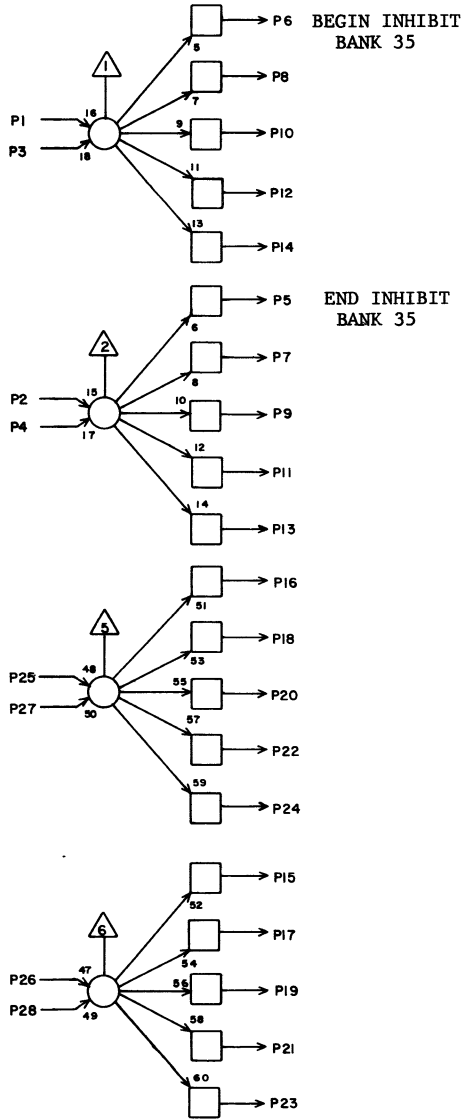 P6 BEGIN INHIBIT
BANK 35
5
1
P8
7
P1 16
9 P10
P3 18
11
P12
13
P14
P5 END INHIBIT
BANK 35
6
2
P7
8
P2 15
10 P9
P4 17
12
P11
14
P13
P16
51
5
P18
53
P25 48
55 P20
P27 50
57
P22
59
P24
P15
52
6
P17
54
P26 47
56 P19
P28 49
58
P21
60
P23